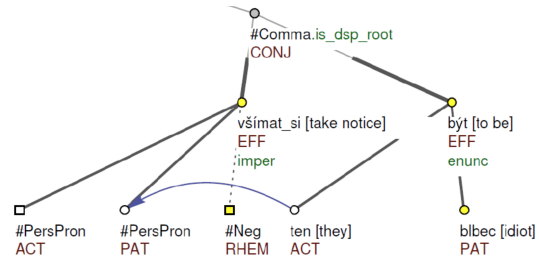 #Comma.is_dsp_root
CONJ
všímat_si [take notice]
EFF
imper
být [to be]
EFF
enunc
#PersPron
ACT
#PersPron
PAT
#Neg
RHEM
ten [they]
ACT
blbec [idiot]
PAT